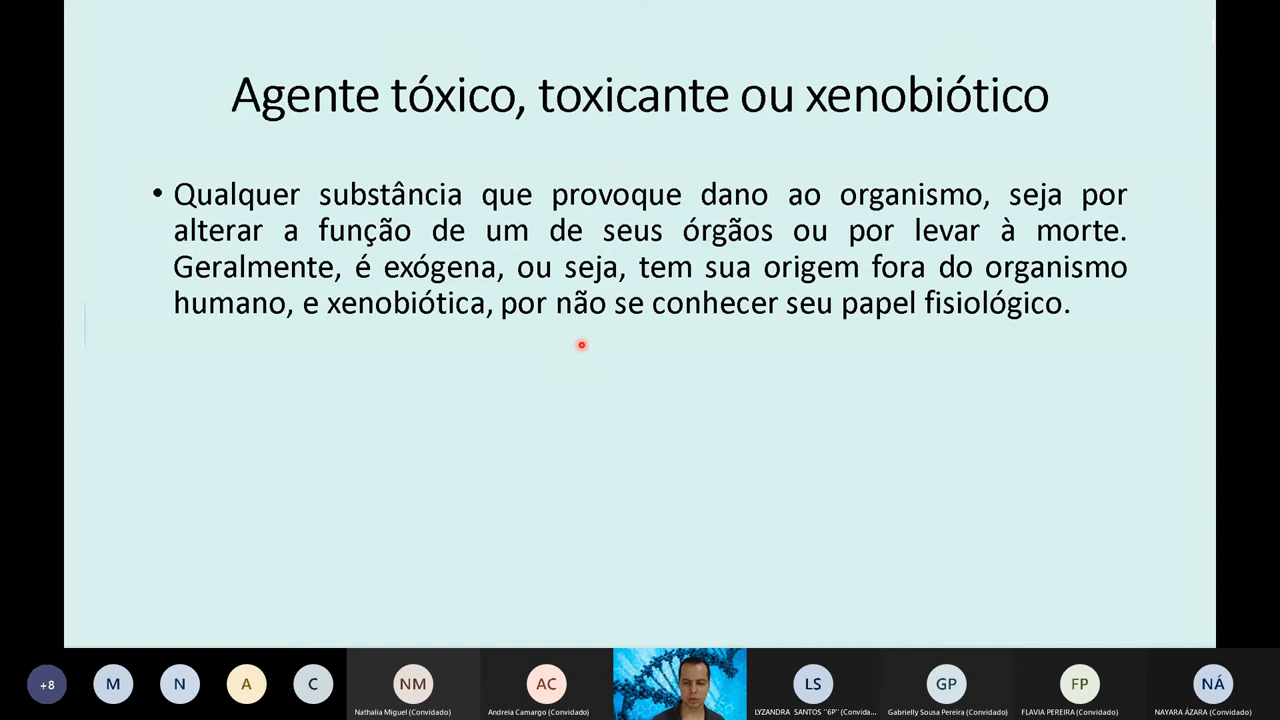 Agente tóxico, toxicante ou xenobiótico
• Qualquer substância que provoque dano ao organismo, seja por
alterar a função de um de seus órgãos ou por levar à morte.
Geralmente, é exógena, ou seja, tem sua origem fora do organismo
humano, e xenobiótica, por não se conhecer seu papel fisiológico.
+8 M N A C NM AC LS GP FP NÁ
Nathalia Miguel (Convidado) Andreia Camargo (Convidado) LYZANDRA SANTOS "6P" (Convida... Gabrielly Sousa Pereira (Convidado) FLAVIA PEREIRA (Convidado) NAYARA ÁZARA (Convidado)